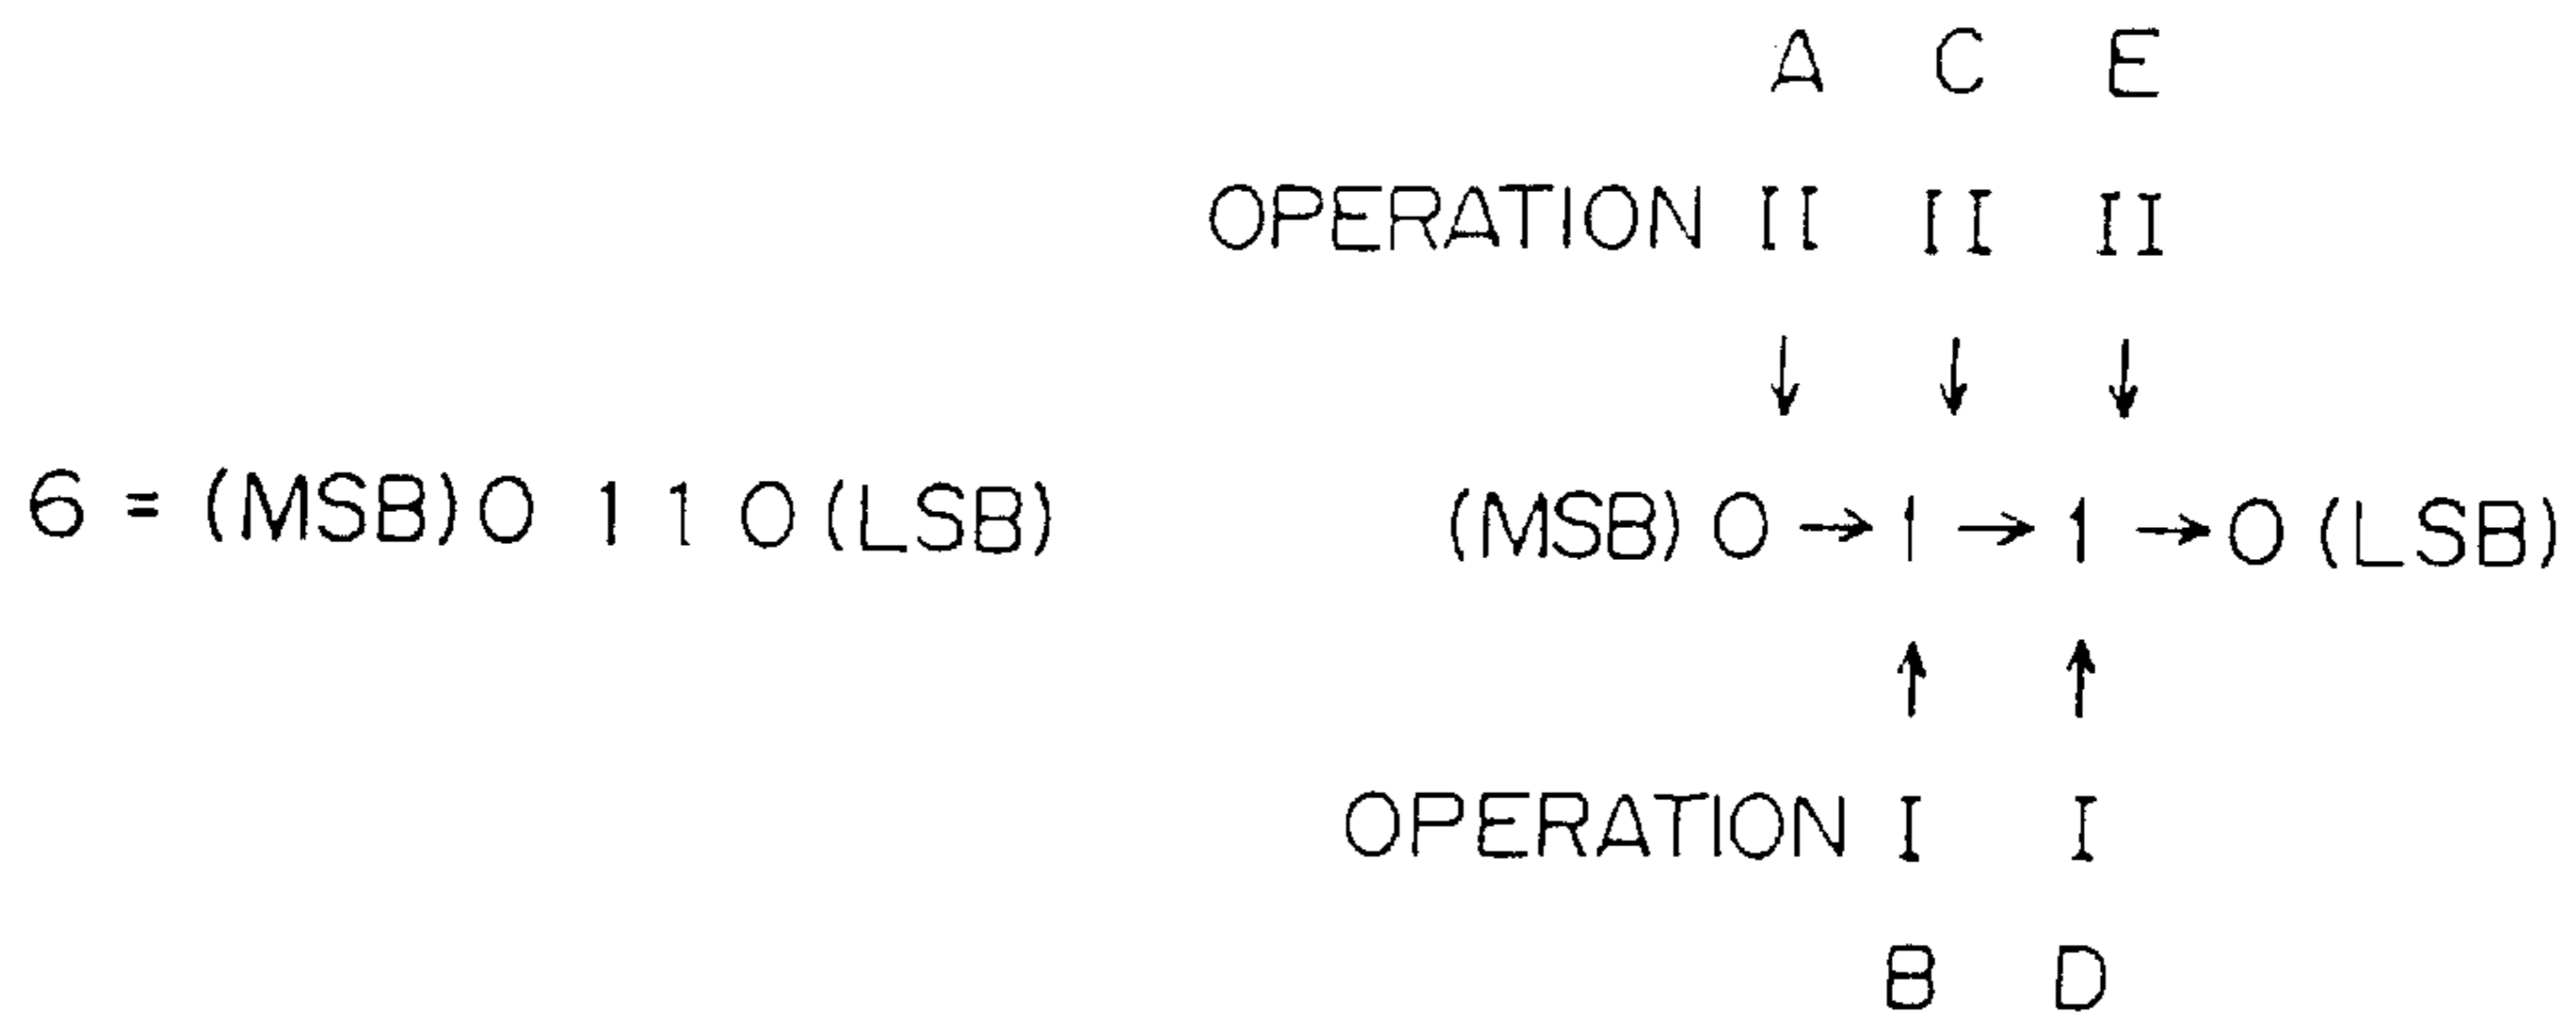 A C E
OPERATION II II II
↓ ↓ ↓
6 = (MSB) 0 1 1 0 (LSB) (MSB) 0 → 1 → 1 → 0 (LSB)
↑ ↑
OPERATION I I
B D